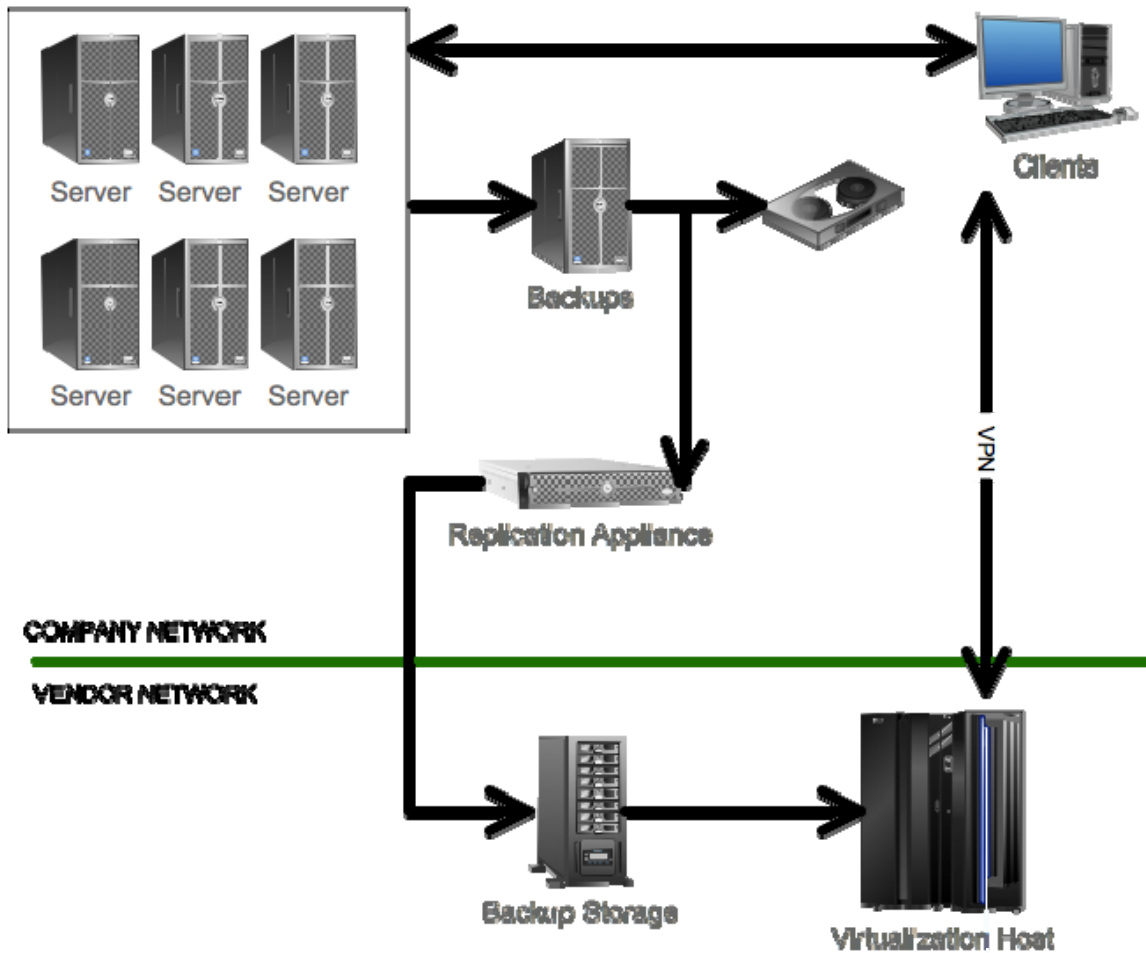 Server Server Server
Clients
Backups
Server Server Server
VPN
Replication Appliance
COMPANY NETWORK
VENDOR NETWORK
Backup Storage
Virtualization Host